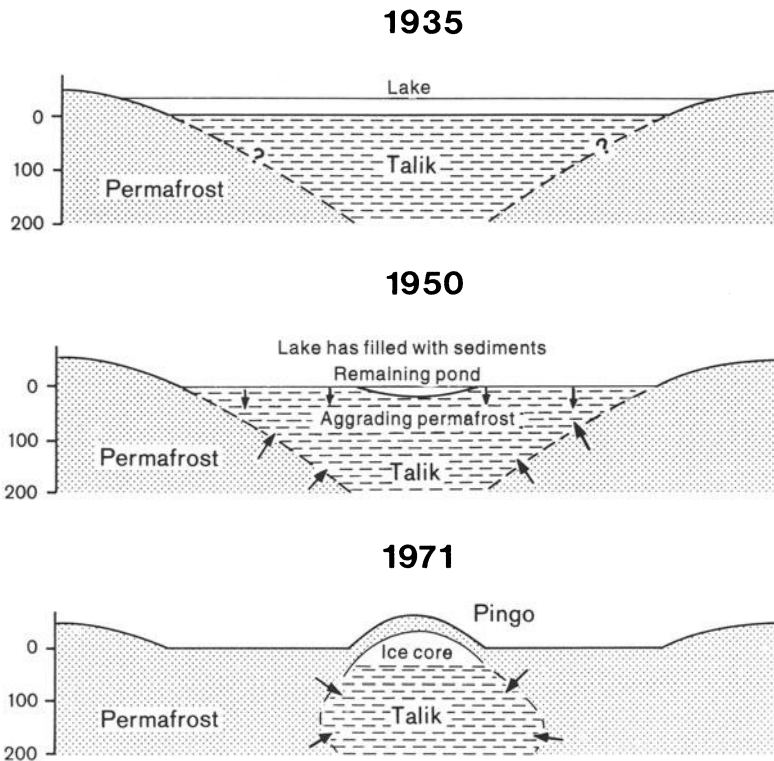 1935
Lake
0
?
?
Talik
100
Permafrost
200
1950
Lake has filled with sediments
Remaining pond
0
Aggrading permafrost
100
Permafrost
Talik
200
1971
Pingo
0
Ice core
100
Permafrost
Talik
200